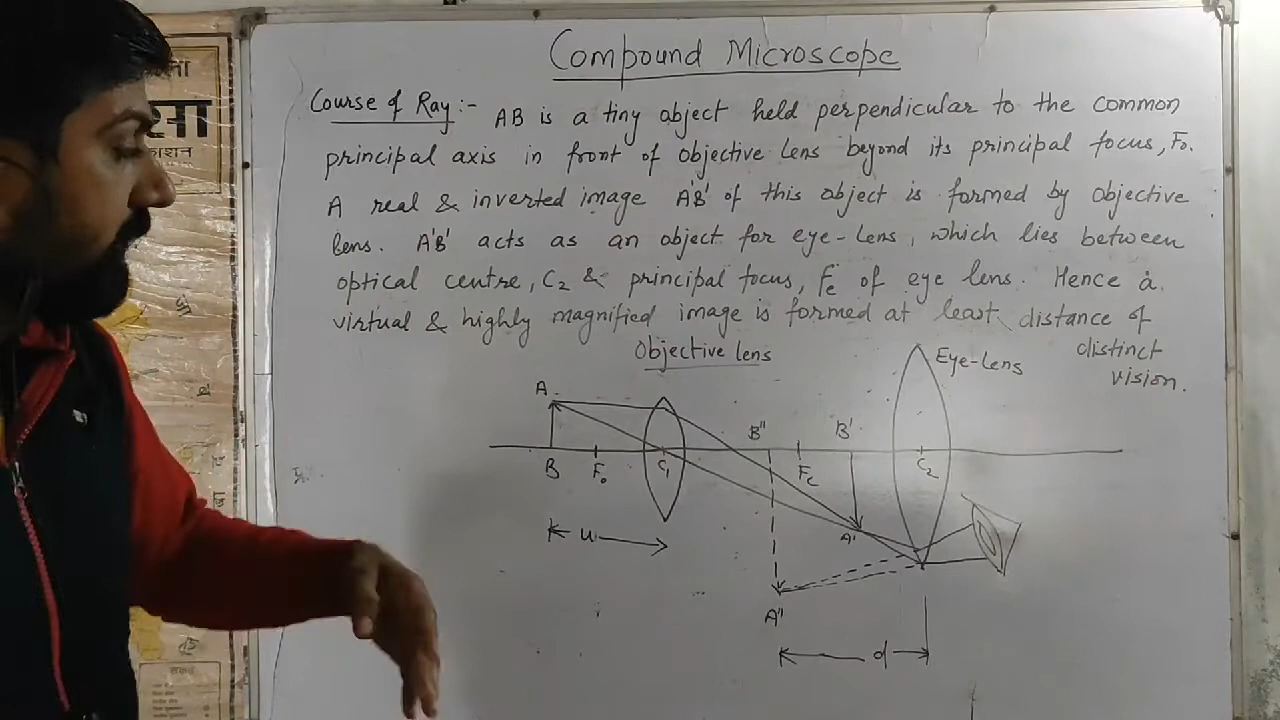 Compound Microscope
Course of Ray :- AB is a tiny object held perpendicular to the common
principal axis in front of objective lens beyond its principal focus, Fo.
A real & inverted image A'B' of this object is formed by objective
lens. A'B' acts as an object for eye-lens, which lies between
optical centre, C2 & principal focus, Fe of eye lens. Hence a
virtual & highly magnified image is formed at least distance of
distinct
vision.
Objective lens
Eye-Lens
A
B'' B'
B Fo C1 Fe C2
u
A'
A''
d